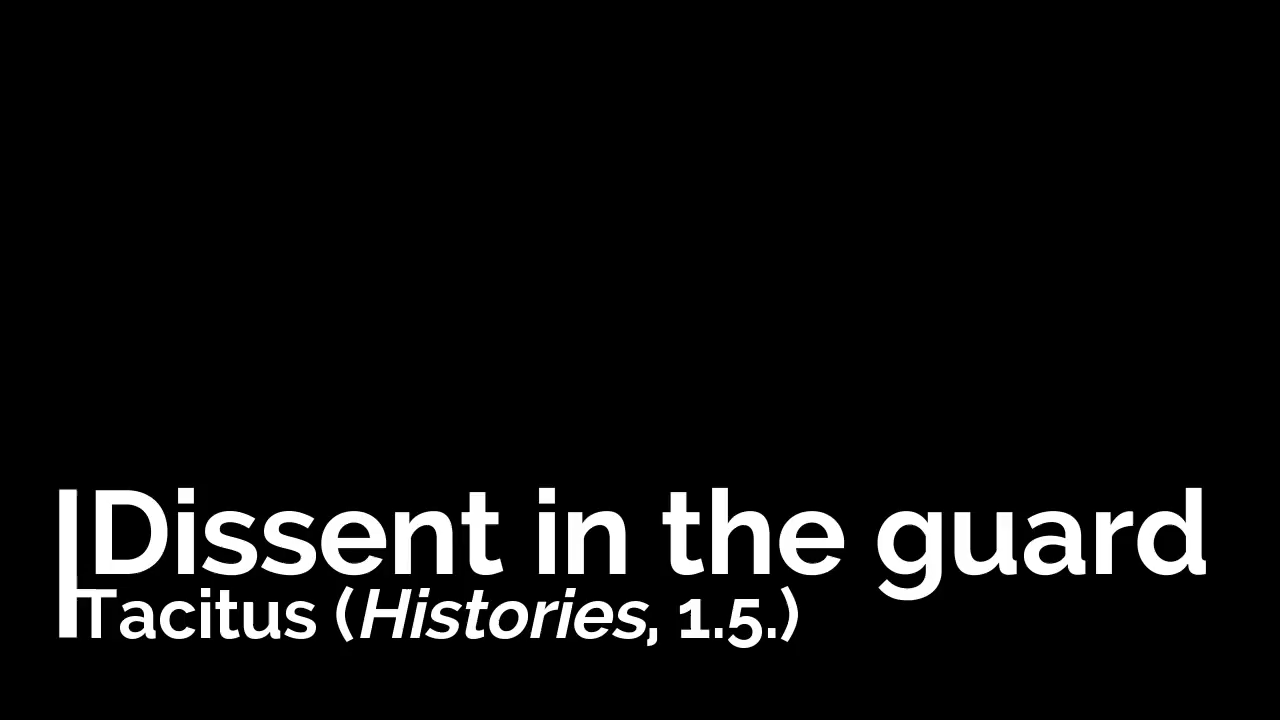 Dissent in the guard
Tacitus (Histories, 1.5.)